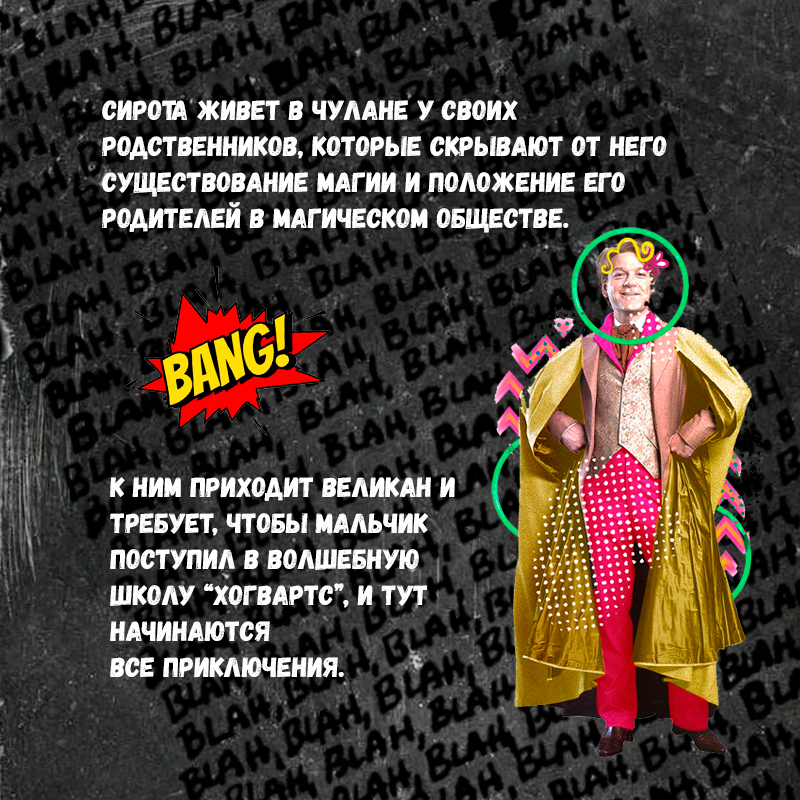 СИРОТА ЖИВЕТ В ЧУЛАНЕ У СВОИХ
РОДСТВЕННИКОВ, КОТОРЫЕ СКРЫВАЮТ ОТ НЕГО
СУЩЕСТВОВАНИЕ МАГИИ И ПОЛОЖЕНИЕ ЕГО
РОДИТЕЛЕЙ В МАГИЧЕСКОМ ОБЩЕСТВЕ.
BANG!
К НИМ ПРИХОДИТ ВЕЛИКАН И
ТРЕБУЕТ, ЧТОБЫ МАЛЬЧИК
ПОСТУПИЛ В ВОЛШЕБНУЮ
ШКОЛУ “ХОГВАРТС”, И ТУТ
НАЧИНАЮТСЯ
ВСЕ ПРИКЛЮЧЕНИЯ.